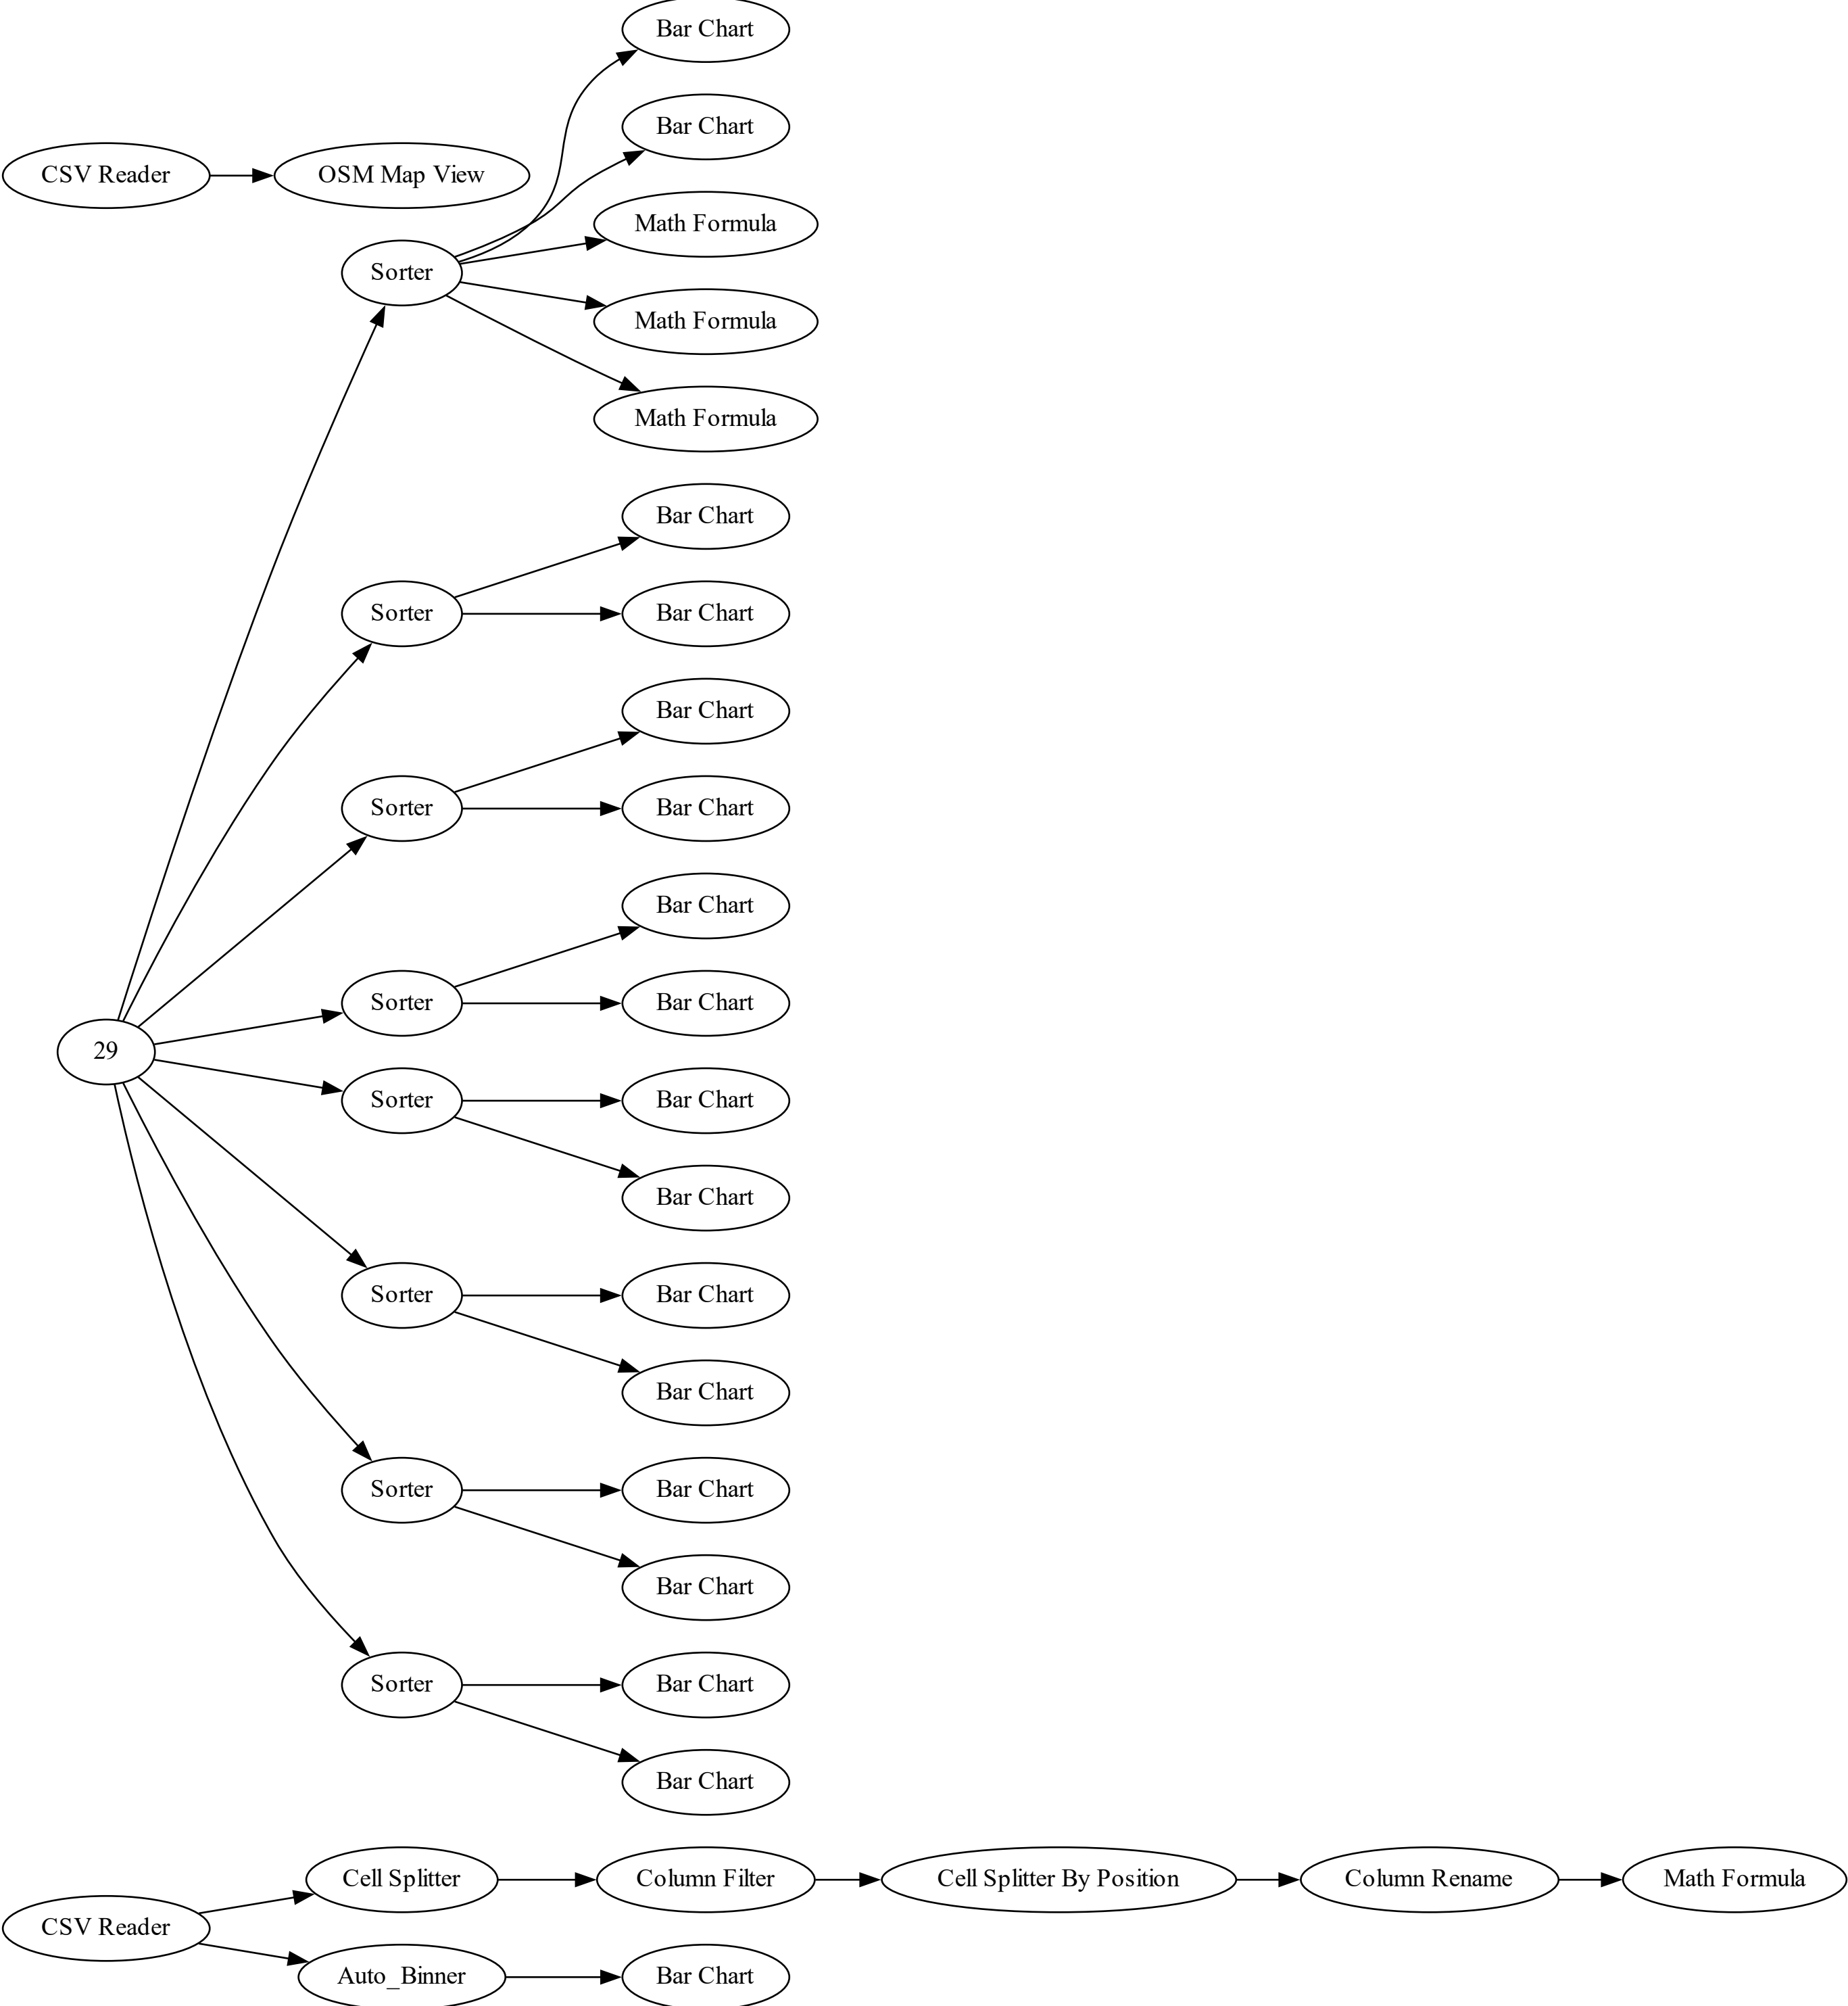 Bar Chart
Bar Chart
CSV Reader
OSM Map View
Math Formula
Sorter
Math Formula
Math Formula
Bar Chart
Sorter
Bar Chart
Bar Chart
Sorter
Bar Chart
Bar Chart
Sorter
Bar Chart
29
Sorter
Bar Chart
Bar Chart
Sorter
Bar Chart
Bar Chart
Sorter
Bar Chart
Bar Chart
Sorter
Bar Chart
Bar Chart
Cell Splitter
Column Filter
Cell Splitter By Position
Column Rename
Math Formula
CSV Reader
Auto_Binner
Bar Chart